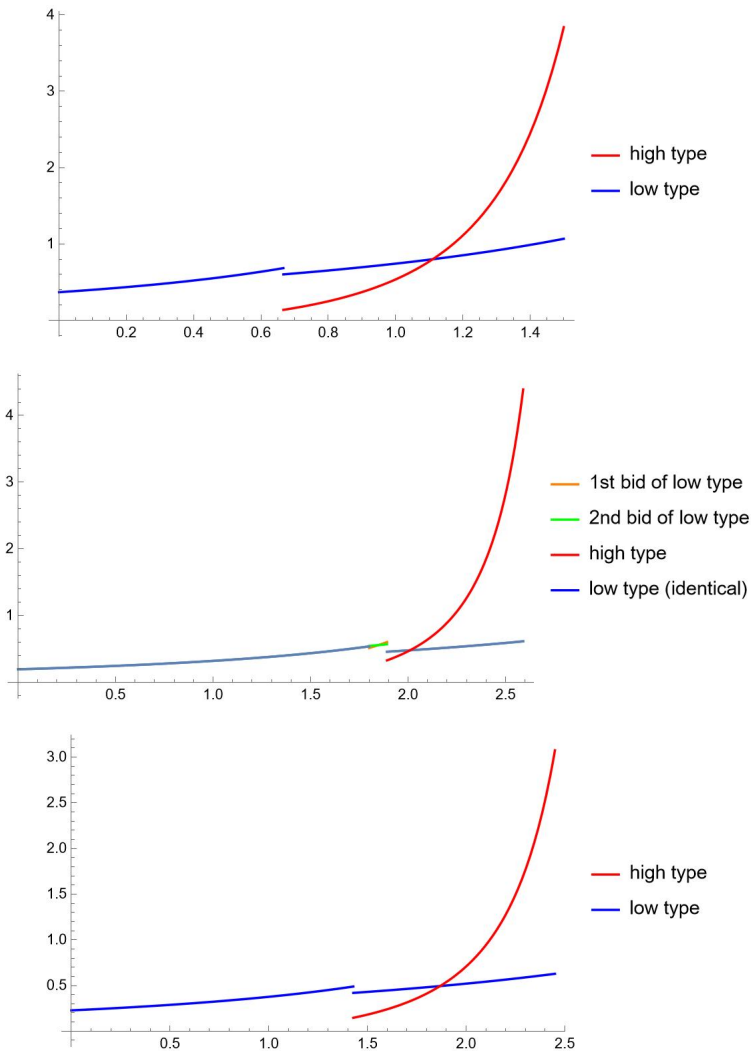 4
3
2
1
0.2 0.4 0.6 0.8 1.0 1.2 1.4
high type
low type
4
3
2
1
0.5 1.0 1.5 2.0 2.5
1st bid of low type
2nd bid of low type
high type
low type (identical)
3.0
2.5
2.0
1.5
1.0
0.5
0.5 1.0 1.5 2.0 2.5
high type
low type